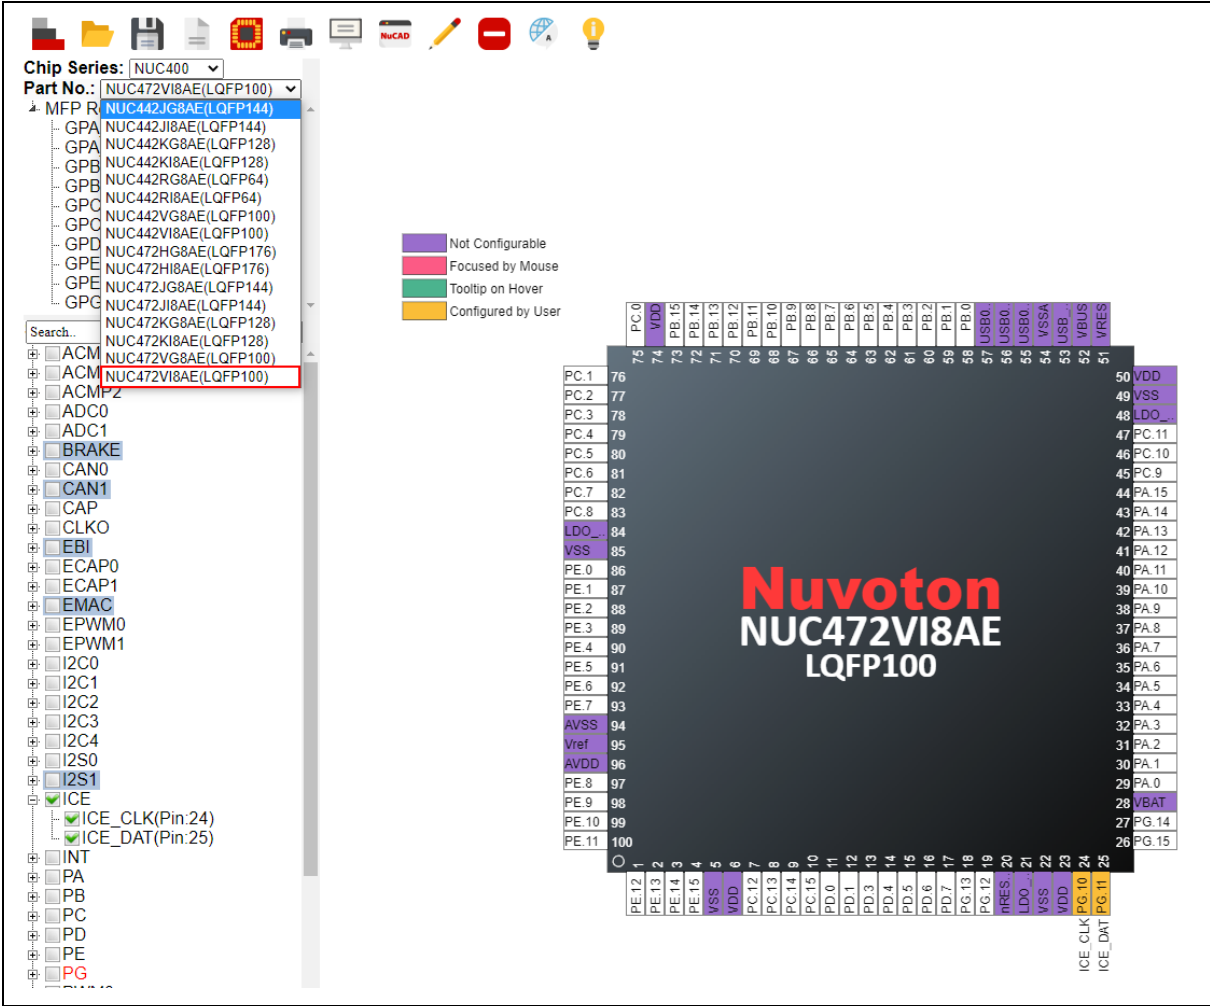 NuCAD
A
Chip Series: NUC400
Part No.: NUC472VI8AE(LQFP100)
MFP R
GPA
GPA
GPB
GPB
GPC
GPC
GPD
GPE
GPE
GPG
NUC442JG8AE(LQFP144)
NUC442JI8AE(LQFP144)
NUC442KG8AE(LQFP128)
NUC442KI8AE(LQFP128)
NUC442RG8AE(LQFP64)
NUC442RI8AE(LQFP64)
NUC442VG8AE(LQFP100)
NUC442VI8AE(LQFP100)
NUC472HG8AE(LQFP176)
NUC472HI8AE(LQFP176)
NUC472JG8AE(LQFP144)
NUC472JI8AE(LQFP144)
NUC472KG8AE(LQFP128)
NUC472KI8AE(LQFP128)
NUC472VG8AE(LQFP100)
NUC472VI8AE(LQFP100)
Search..
ACM
ACM
ACMP2
ADC0
ADC1
BRAKE
CAN0
CAN1
CAP
CLKO
EBI
ECAP0
ECAP1
EMAC
EPWM0
EPWM1
I2C0
I2C1
I2C2
I2C3
I2C4
I2S0
I2S1
ICE
ICE_CLK(Pin:24)
ICE_DAT(Pin:25)
INT
PA
PB
PC
PD
PE
PG
Not Configurable
Focused by Mouse
Tooltip on Hover
Configured by User
PC.0 75
VDD 74
PB.15 73
PB.14 72
PB.13 71
PB.12 70
PB.11 69
PB.10 68
PB.9 67
PB.8 66
PB.7 65
PB.6 64
PB.5 63
PB.4 62
PB.3 61
PB.2 60
PB.1 59
PB.0 58
USB0.. 57
USB0.. 56
USB0.. 55
VSSA 54
USB_.. 53
VBUS 52
VRES 51
PC.1 76
PC.2 77
PC.3 78
PC.4 79
PC.5 80
PC.6 81
PC.7 82
PC.8 83
LDO_.. 84
VSS 85
PE.0 86
PE.1 87
PE.2 88
PE.3 89
PE.4 90
PE.5 91
PE.6 92
PE.7 93
AVSS 94
Vref 95
AVDD 96
PE.8 97
PE.9 98
PE.10 99
PE.11 100
Nuvoton
NUC472VI8AE
LQFP100
50 VDD
49 VSS
48 LDO_..
47 PC.11
46 PC.10
45 PC.9
44 PA.15
43 PA.14
42 PA.13
41 PA.12
40 PA.11
39 PA.10
38 PA.9
37 PA.8
36 PA.7
35 PA.6
34 PA.5
33 PA.4
32 PA.3
31 PA.2
30 PA.1
29 PA.0
28 VBAT
27 PG.14
26 PG.15
PE.12 1
PE.13 2
PE.14 3
PE.15 4
VSS 5
VDD 6
PC.12 7
PC.13 8
PC.14 9
PC.15 10
PD.0 11
PD.1 12
PD.3 13
PD.4 14
PD.5 15
PD.6 16
PD.7 17
PG.13 18
PG.12 19
nRES.. 20
LDO_.. 21
VSS 22
VDD 23
PG.10 24
PG.11 25
ICE_CLK
ICE_DAT